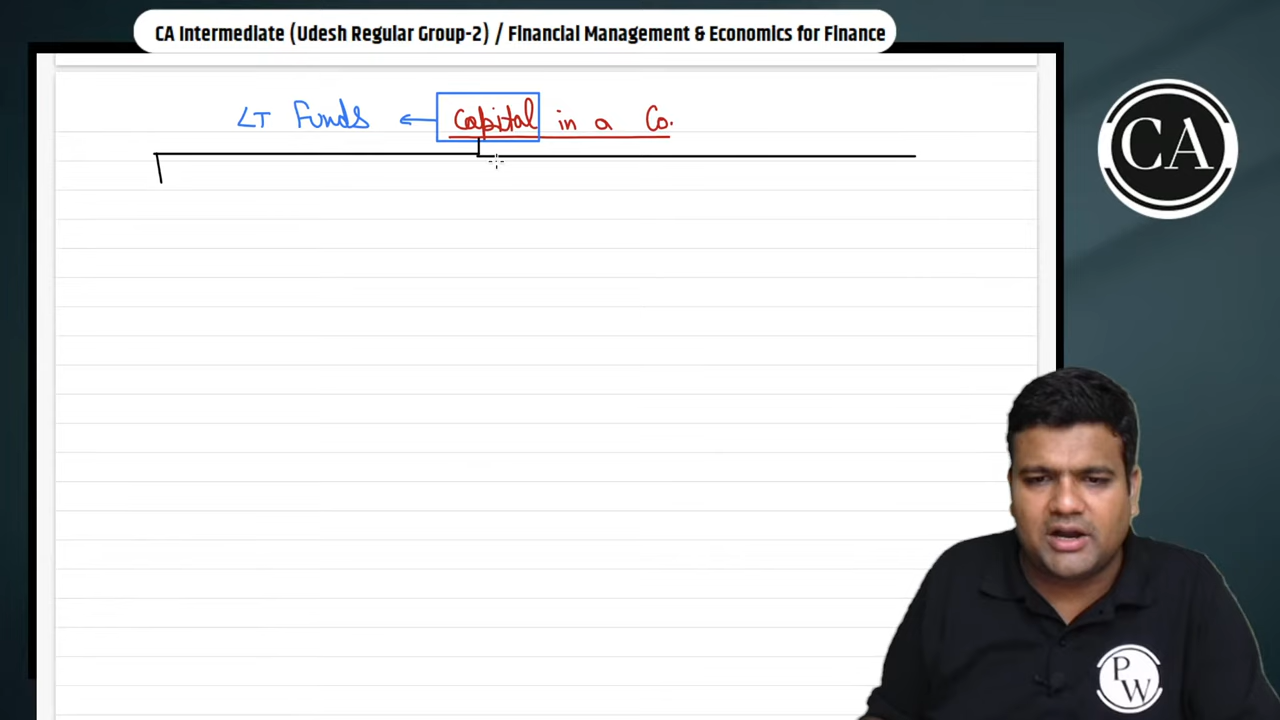 CA Intermediate (Udesh Regular Group-2) / Financial Management & Economics for Finance
LT Funds ← Capital in a Co.
CA
PW